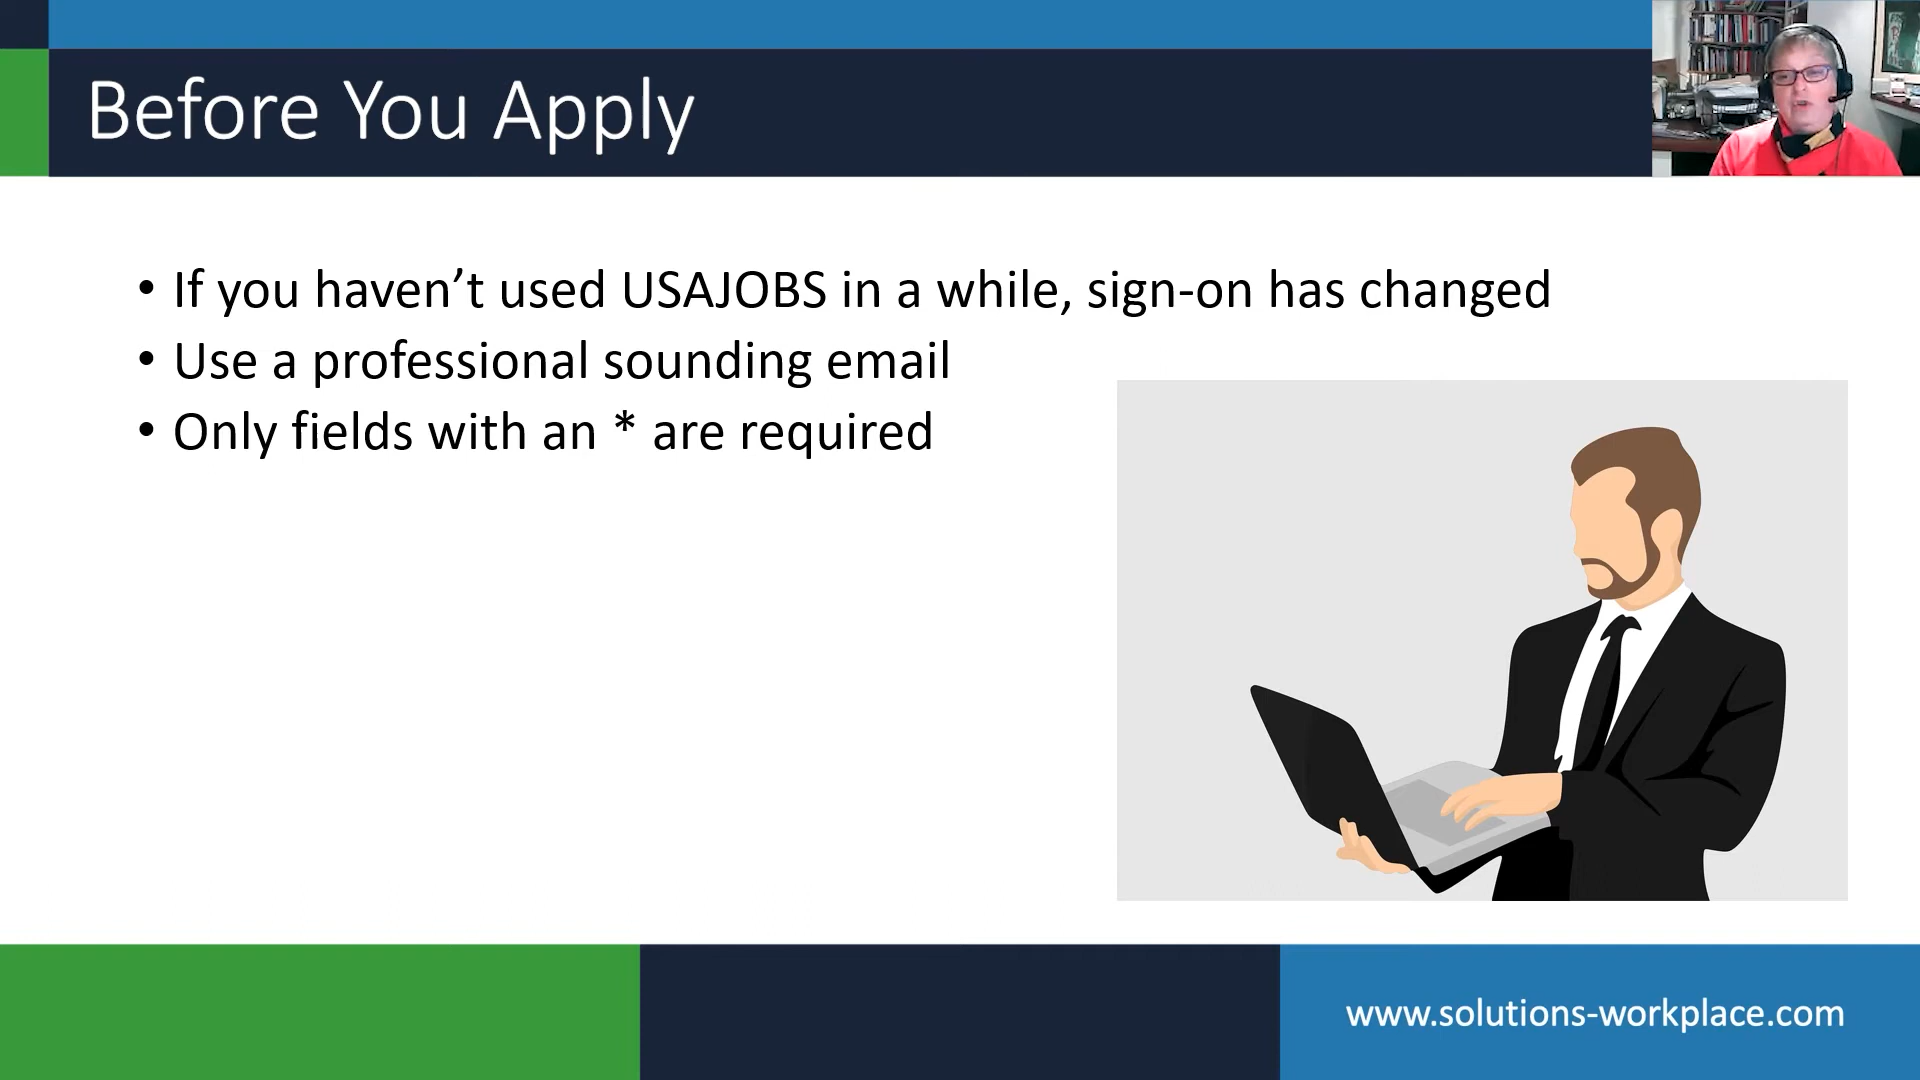 Before You Apply
• If you haven’t used USAJOBS in a while, sign-on has changed
• Use a professional sounding email
• Only fields with an * are required
www.solutions-workplace.com